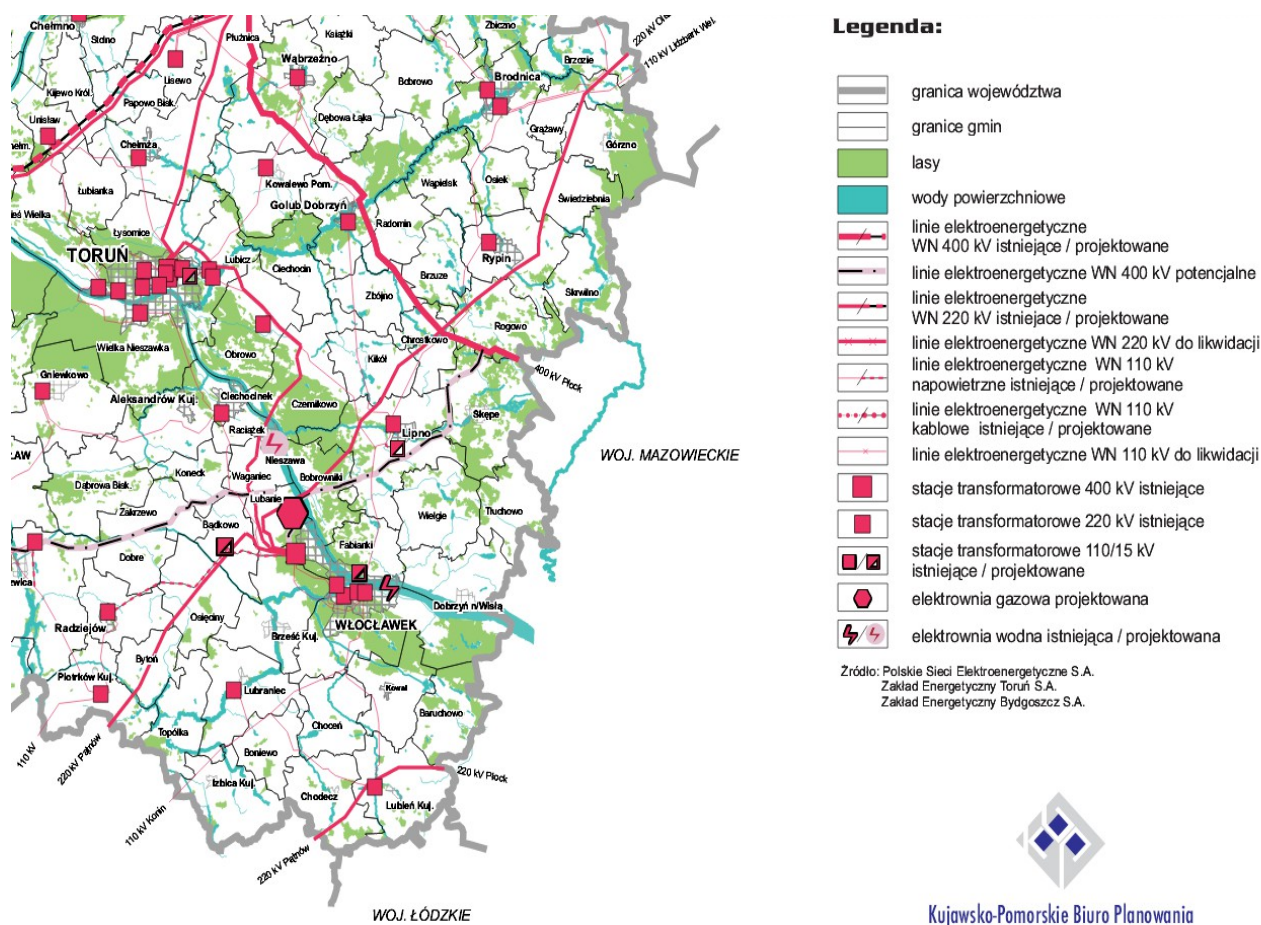 Chełmno
Stolno
Płużnica
Książki
Zbiczno
220 kV Ols
110 kV Lidzbark Wel.
Lisewo
Wąbrzeźno
Bobrowo
Brodnica
Brzozie
Kijewo Król.
Papowo Bisk.
Unisław
Dębowa Łąka
Grążawy
Górzno
Chełmża
Łubianka
Kowalewo Pom.
Wąpielsk
Osiek
Świedziebnia
Golub Dobrzyń
Radomin
Łysomice
TORUŃ
Lubicz
Ciechocin
Rypin
Brzuze
Zbójno
Skrwilno
Rogowo
Wielka Nieszawka
Obrowo
Chrostkowo
Kikół
400 kV Płock
Gniewkowo
Aleksandrów Kuj.
Ciechocinek
Czernikowo
Skępe
Raciążek
Lipno
Nieszawa
Koneck
Waganiec
Bobrowniki
WOJ. MAZOWIECKIE
Dąbrowa Bisk.
Lubanie
Zakrzewo
Bądkowo
Wielgie
Tłuchowo
Dobre
Fabianki
Dobrzyń n/Wisłą
Radziejów
Osięciny
Brześć Kuj.
WŁOCŁAWEK
Bytoń
Piotrków Kuj.
Lubraniec
Kowal
Baruchowo
Topólka
Choceń
Boniewo
110 kV
220 kV Pątnów
Izbica Kuj.
Chodecz
Lubień Kuj.
220 kV Płock
110 kV Konin
220 kV Pątnów
WOJ. ŁÓDZKIE
Legenda:
granica województwa
granice gmin
lasy
wody powierzchniowe
linie elektroenergetyczne
WN 400 kV istniejące / projektowane
linie elektroenergetyczne WN 400 kV potencjalne
linie elektroenergetyczne
WN 220 kV istniejące / projektowane
linie elektroenergetyczne WN 220 kV do likwidacji
linie elektroenergetyczne WN 110 kV
napowietrzne istniejące / projektowane
linie elektroenergetyczne WN 110 kV
kablowe istniejące / projektowane
linie elektroenergetyczne WN 110 kV do likwidacji
stacje transformatorowe 400 kV istniejące
stacje transformatorowe 220 kV istniejące
stacje transformatorowe 110/15 kV
istniejące / projektowane
elektrownia gazowa projektowana
elektrownia wodna istniejąca / projektowana
Źródło: Polskie Sieci Elektroenergetyczne S.A.
Zakład Energetyczny Toruń S.A.
Zakład Energetyczny Bydgoszcz S.A.
Kujawsko-Pomorskie Biuro Planowania